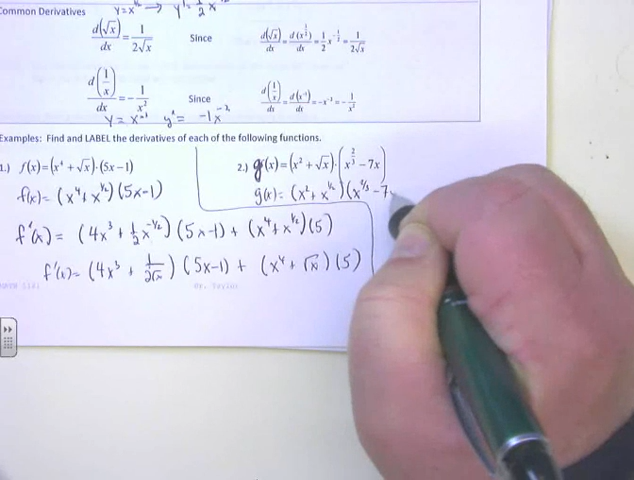 Common Derivatives y=x^½ → y' = ½x
d(√x)/dx = 1/(2√x) Since d(√x)/dx = d(x^½)/dx = ½x^-½ = 1/(2√x)
d(1/x)/dx = -1/x² Since d(1/x)/dx = d(x⁻¹)/dx = -x⁻² = -1/x²
y = x⁻¹ y' = -1x⁻²
Examples: Find and LABEL the derivatives of each of the following functions.
1.) f(x)=(x⁴+√x)·(5x-1)
f(x)= (x⁴+x^½)(5x-1)
2.) g(x)=(x²+√x)·(x^⅔-7x)
g(x)= (x²+x^½)(x^⅔-7
f'(x)= (4x³+½x^-½)(5x-1)+(x⁴+x^½)(5)
f'(x)= (4x³+1/(2√x))(5x-1)+(x⁴+√x)(5)
Dr. Taylor